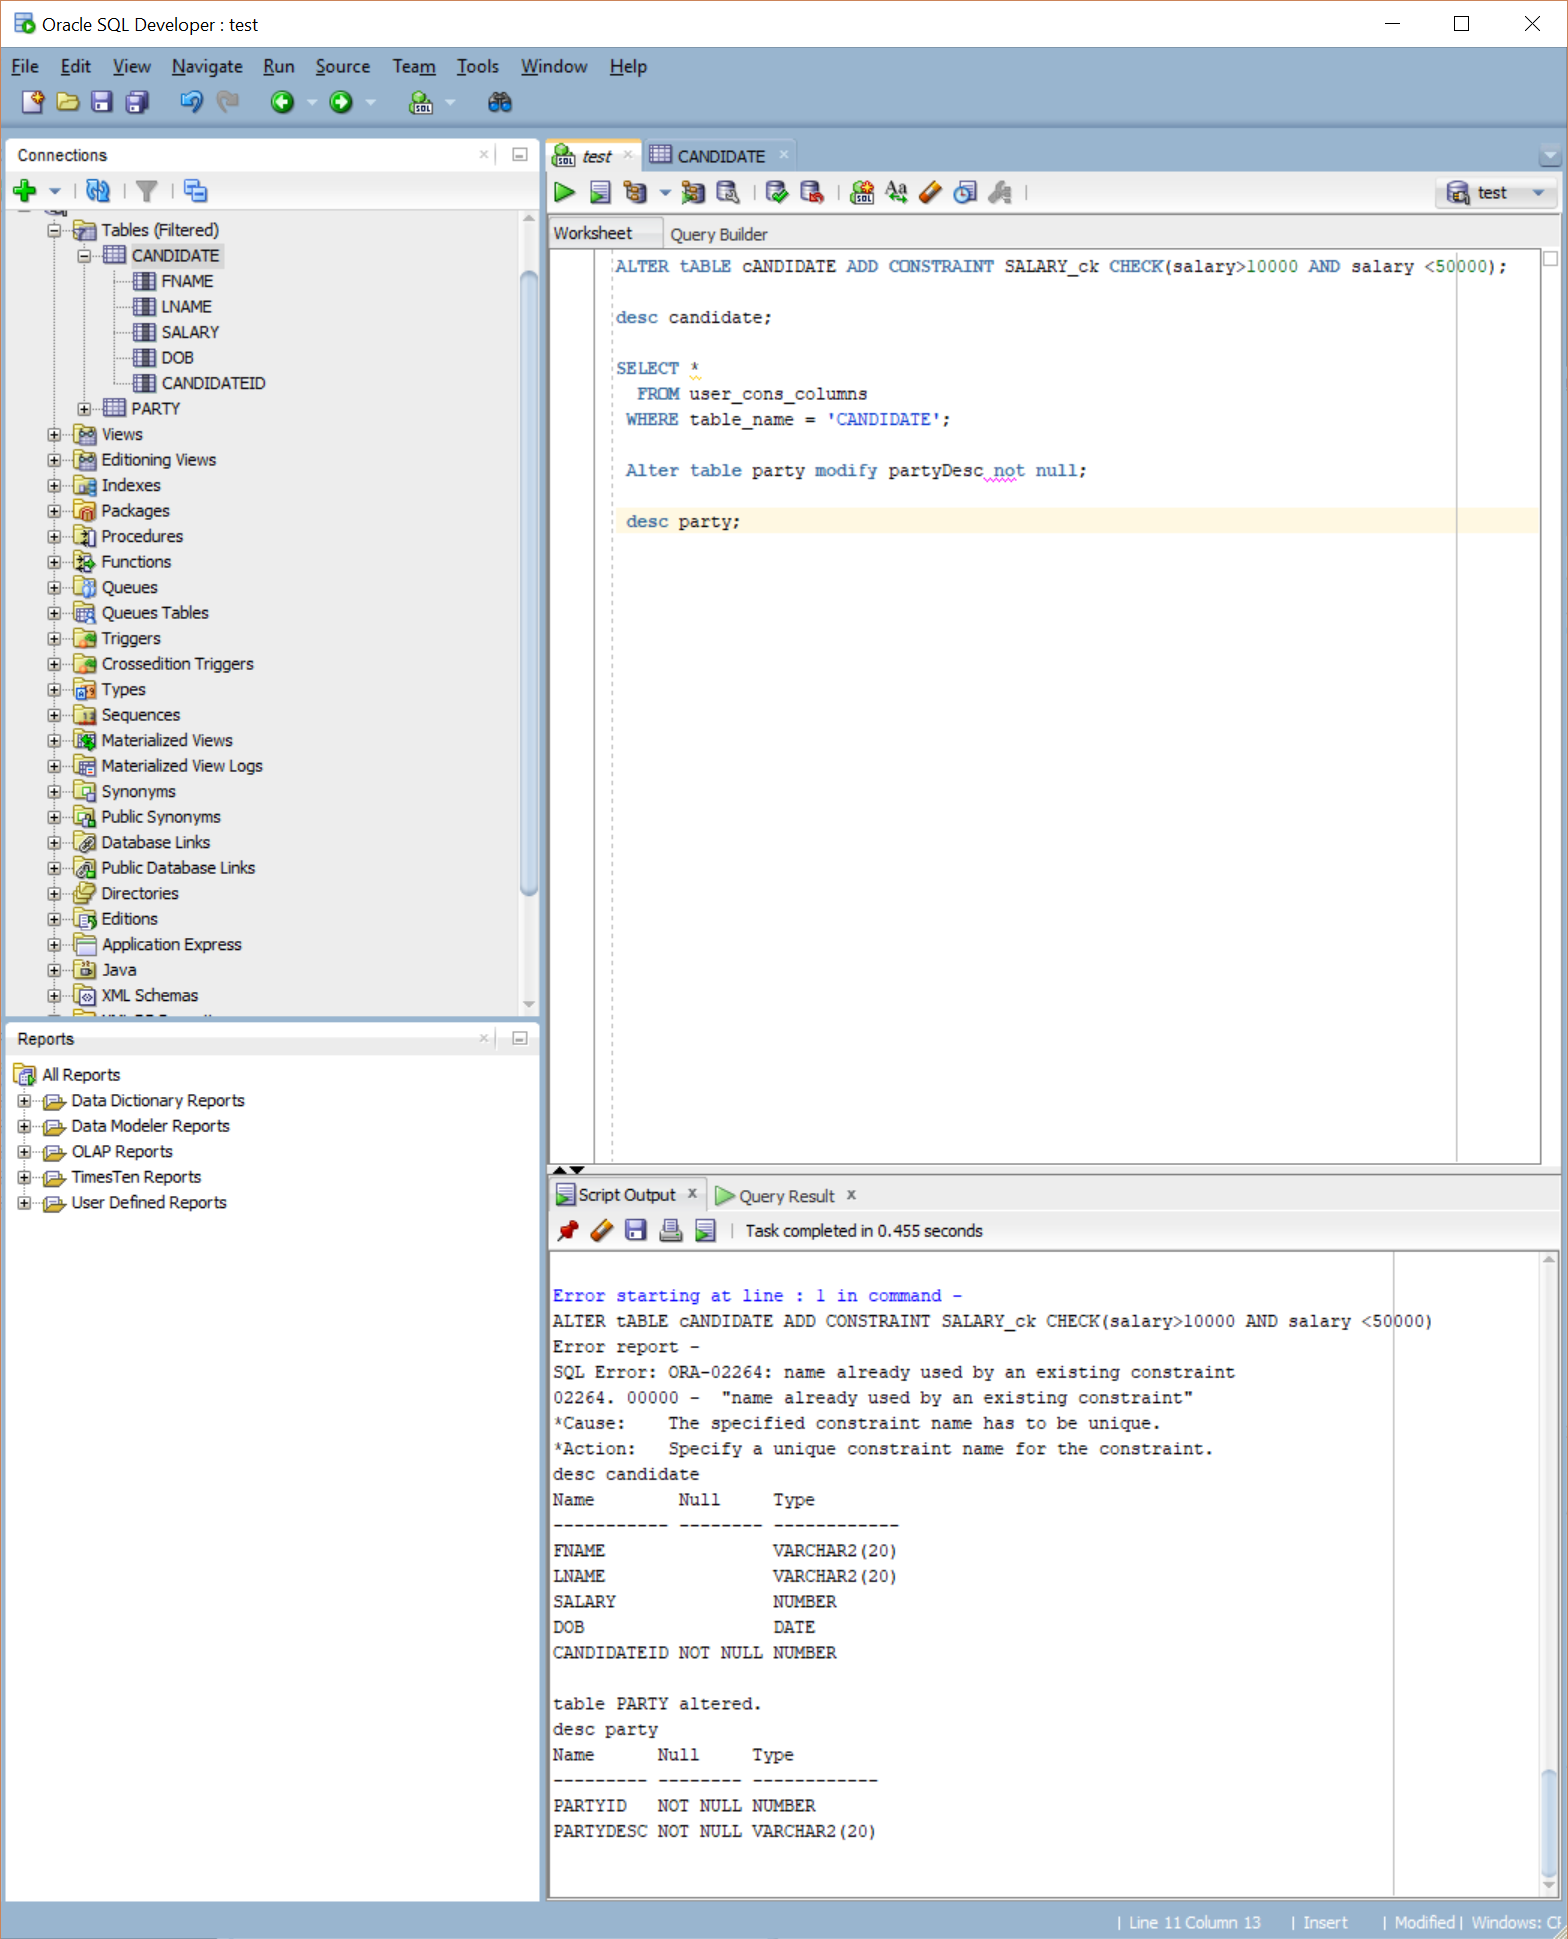 Oracle SQL Developer : test
File Edit View Navigate Run Source Team Tools Window Help
Connections
Tables (Filtered)
CANDIDATE
FNAME
LNAME
SALARY
DOB
CANDIDATEID
PARTY
Views
Editioning Views
Indexes
Packages
Procedures
Functions
Queues
Queues Tables
Triggers
Crossedition Triggers
Types
Sequences
Materialized Views
Materialized View Logs
Synonyms
Public Synonyms
Database Links
Public Database Links
Directories
Editions
Application Express
Java
XML Schemas
Reports
All Reports
Data Dictionary Reports
Data Modeler Reports
OLAP Reports
TimesTen Reports
User Defined Reports
test CANDIDATE
test
Worksheet Query Builder
ALTER tABLE cANDIDATE ADD CONSTRAINT SALARY_ck CHECK(salary>10000 AND salary <50000);
desc candidate;
SELECT *
FROM user_cons_columns
WHERE table_name = 'CANDIDATE';
Alter table party modify partyDesc not null;
desc party;
Script Output Query Result
Task completed in 0.455 seconds
Error starting at line : 1 in command -
ALTER tABLE cANDIDATE ADD CONSTRAINT SALARY_ck CHECK(salary>10000 AND salary <50000)
Error report -
SQL Error: ORA-02264: name already used by an existing constraint
02264. 00000 -  "name already used by an existing constraint"
*Cause:    The specified constraint name has to be unique.
*Action:   Specify a unique constraint name for the constraint.
desc candidate
Name        Null     Type
----------- -------- ------------
FNAME                VARCHAR2(20)
LNAME                VARCHAR2(20)
SALARY               NUMBER
DOB                  DATE
CANDIDATEID NOT NULL NUMBER
table PARTY altered.
desc party
Name      Null     Type
--------- -------- ------------
PARTYID   NOT NULL NUMBER
PARTYDESC NOT NULL VARCHAR2(20)
| Line 11 Column 13 | Insert | Modified | Windows: